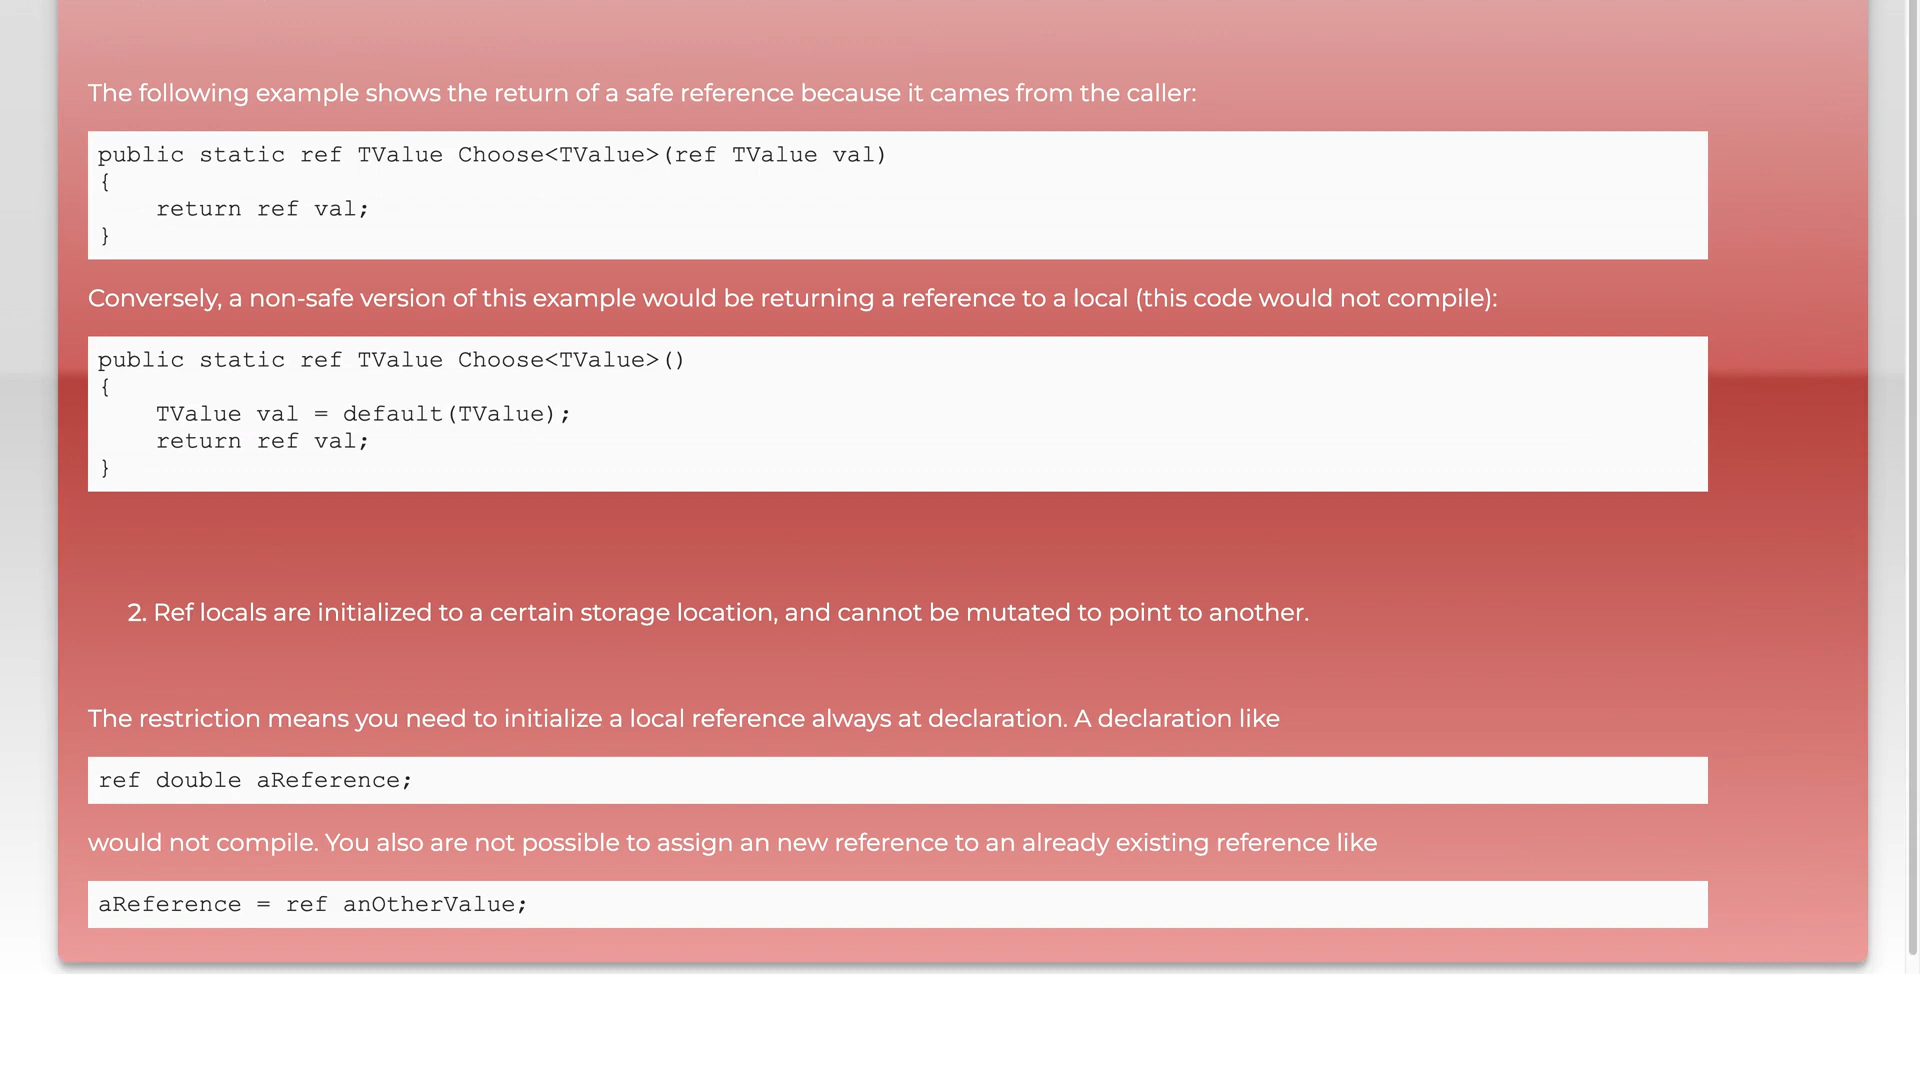 The following example shows the return of a safe reference because it cames from the caller:
public static ref TValue Choose<TValue>(ref TValue val)
{
    return ref val;
}
Conversely, a non-safe version of this example would be returning a reference to a local (this code would not compile):
public static ref TValue Choose<TValue>()
{
    TValue val = default(TValue);
    return ref val;
}
2. Ref locals are initialized to a certain storage location, and cannot be mutated to point to another.
The restriction means you need to initialize a local reference always at declaration. A declaration like
ref double aReference;
would not compile. You also are not possible to assign an new reference to an already existing reference like
aReference = ref anOtherValue;